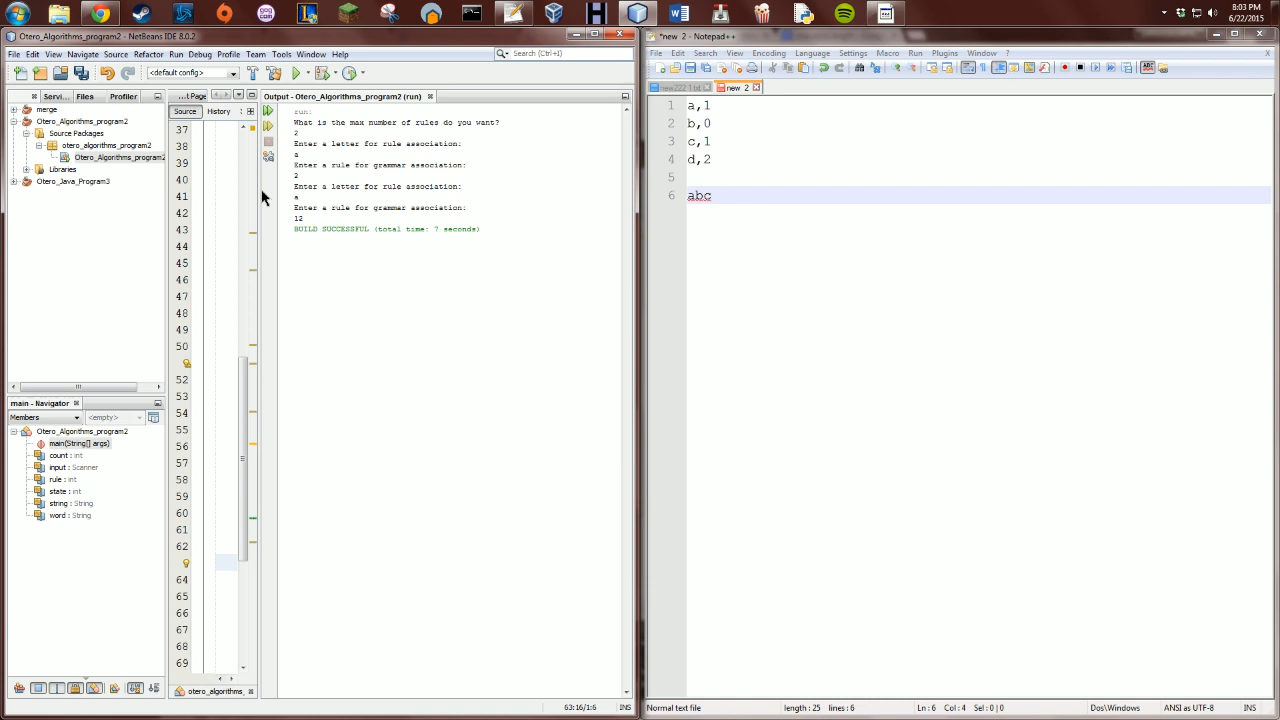 8:03 PM
6/22/2015
Otero_Algorithms_program2 - NetBeans IDE 8.0.2
File Edit View Navigate Source Refactor Run Debug Profile Team Tools Window Help
Search (Ctrl+I)
<default config>
Servi... Files Profiler
merge
Otero_Algorithms_program2
Source Packages
otero_algorithms_program2
Otero_Algorithms_program2
Libraries
Otero_Java_Program3
main - Navigator
Members <empty>
Otero_Algorithms_program2
main(String[] args)
count : int
input : Scanner
rule : int
state : int
string : String
word : String
...t Page
Source History
37
38
39
40
41
42
43
44
45
46
47
48
49
50
52
53
54
55
56
57
58
59
60
61
62
64
65
66
67
68
69
otero_algorithms_
Output - Otero_Algorithms_program2 (run)
run:
What is the max number of rules do you want?
2
Enter a letter for rule association:
a
Enter a rule for grammar association:
2
Enter a letter for rule association:
a
Enter a rule for grammar association:
12
BUILD SUCCESSFUL (total time: 7 seconds)
63:16/1:6 INS
*new 2 - Notepad++
File Edit Search View Encoding Language Settings Macro Run Plugins Window ? X
new222 1.txt new 2
1 a,1
2 b,0
3 c,1
4 d,2
5
6 abc
Normal text file length : 25 lines : 6 Ln : 6 Col : 4 Sel : 0 | 0 Dos\Windows ANSI as UTF-8 INS